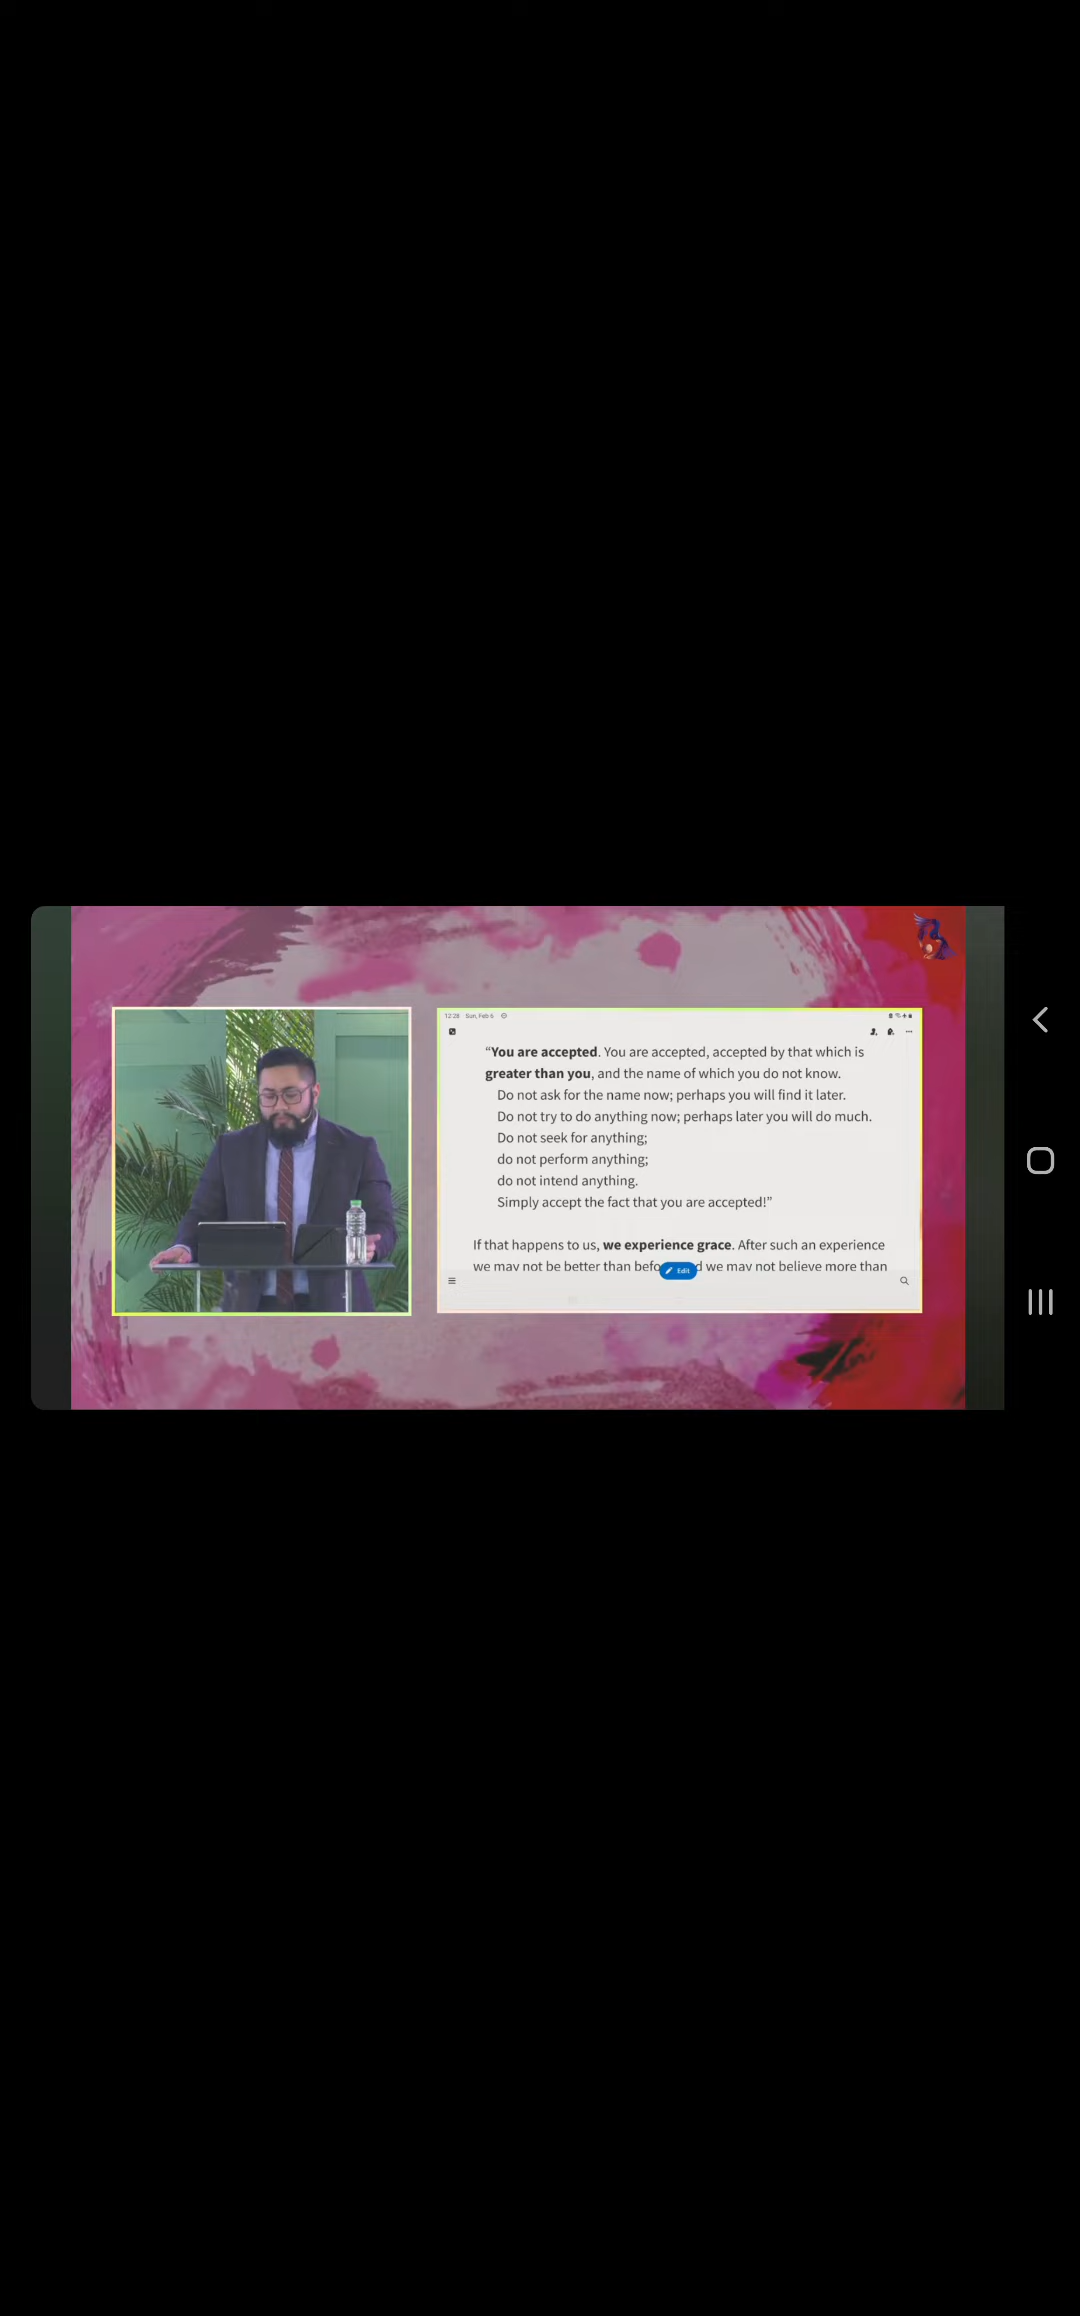 12:28 Sun, Feb 6
“You are accepted. You are accepted, accepted by that which is
greater than you, and the name of which you do not know.
Do not ask for the name now; perhaps you will find it later.
Do not try to do anything now; perhaps later you will do much.
Do not seek for anything;
do not perform anything;
do not intend anything.
Simply accept the fact that you are accepted!”
If that happens to us, we experience grace. After such an experience
we may not be better than befo we may not believe more than
Edit